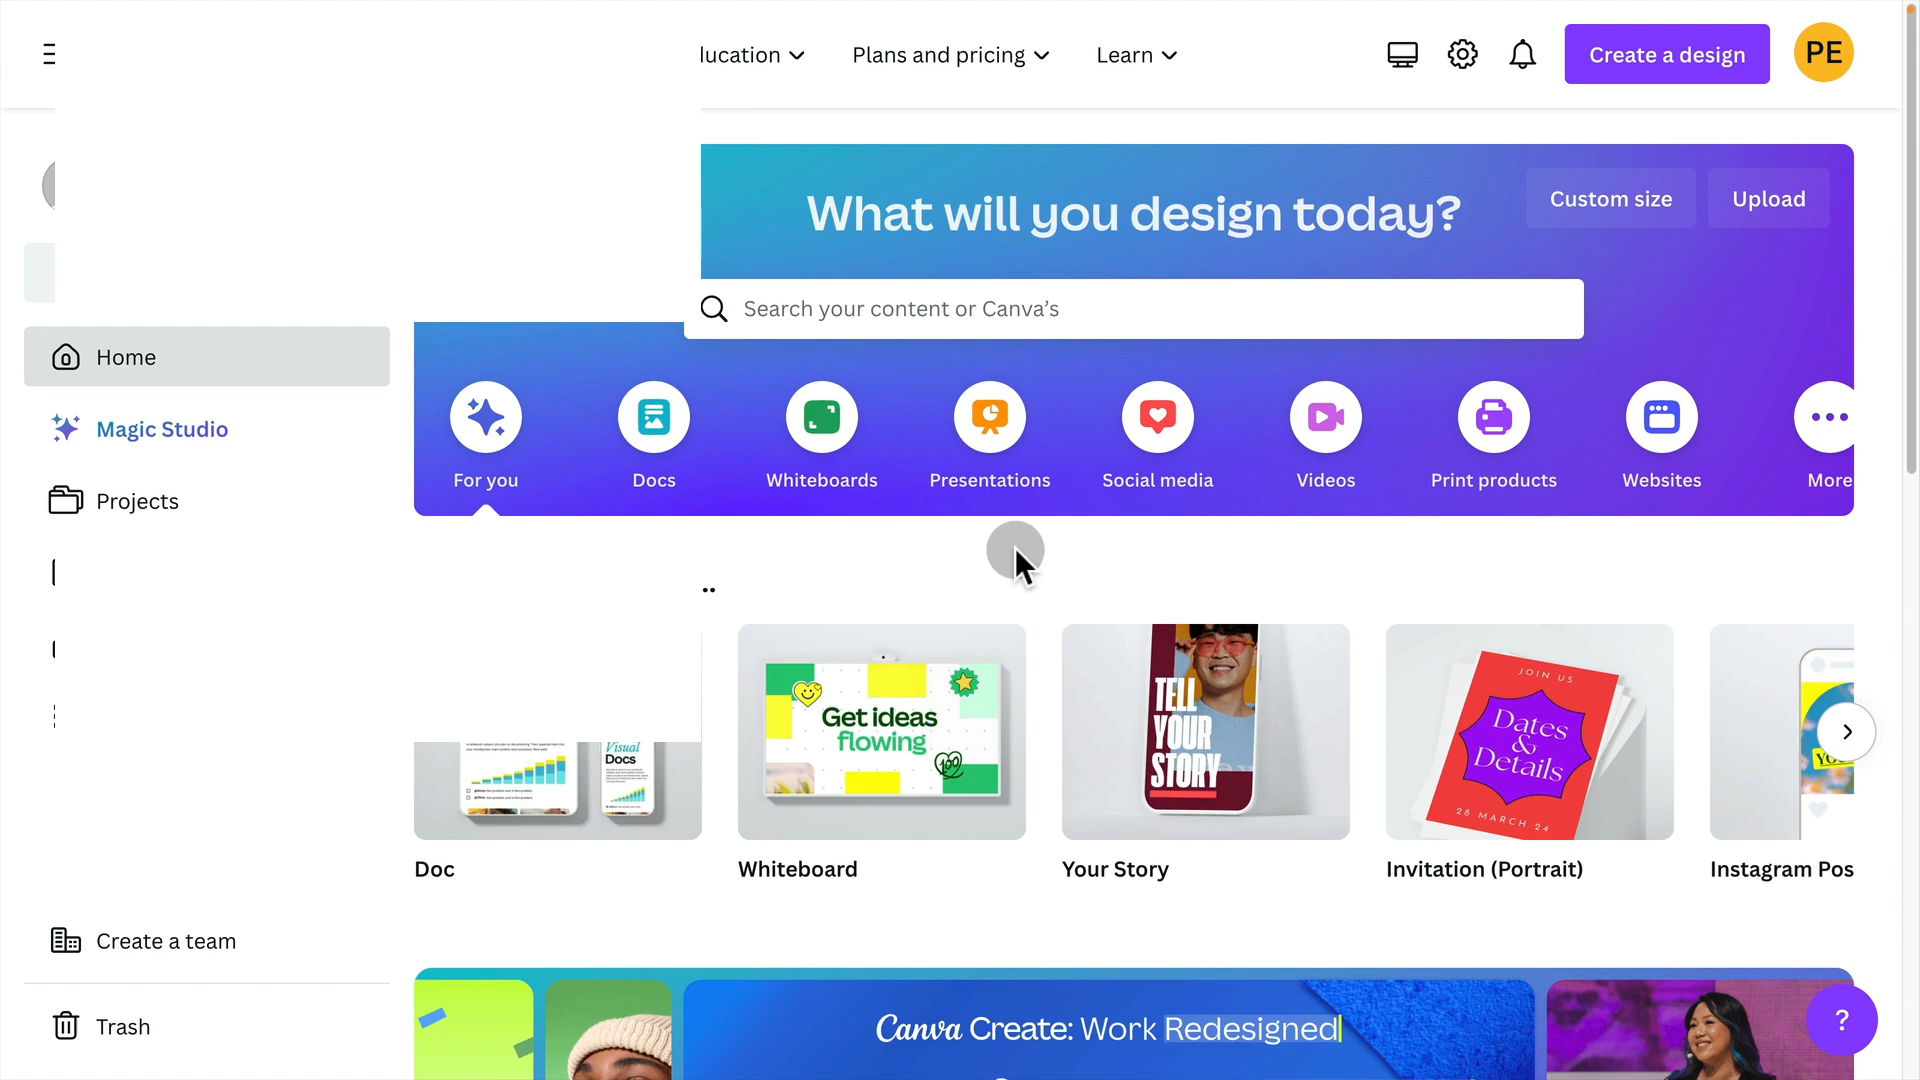 Plans and pricing
Learn
Create a design
PE
What will you design today?
Custom size
Upload
Search your content or Canva's
Home
Magic Studio
Projects
For you
Docs
Whiteboards
Presentations
Social media
Videos
Print products
Websites
More
Visual
Docs
Get ideas
flowing
100
TELL
YOUR
STORY
JOIN US
Dates
&
Details
28 MARCH 24
Doc
Whiteboard
Your Story
Invitation (Portrait)
Instagram Pos
Create a team
Trash
Canva Create: Work Redesigned
?